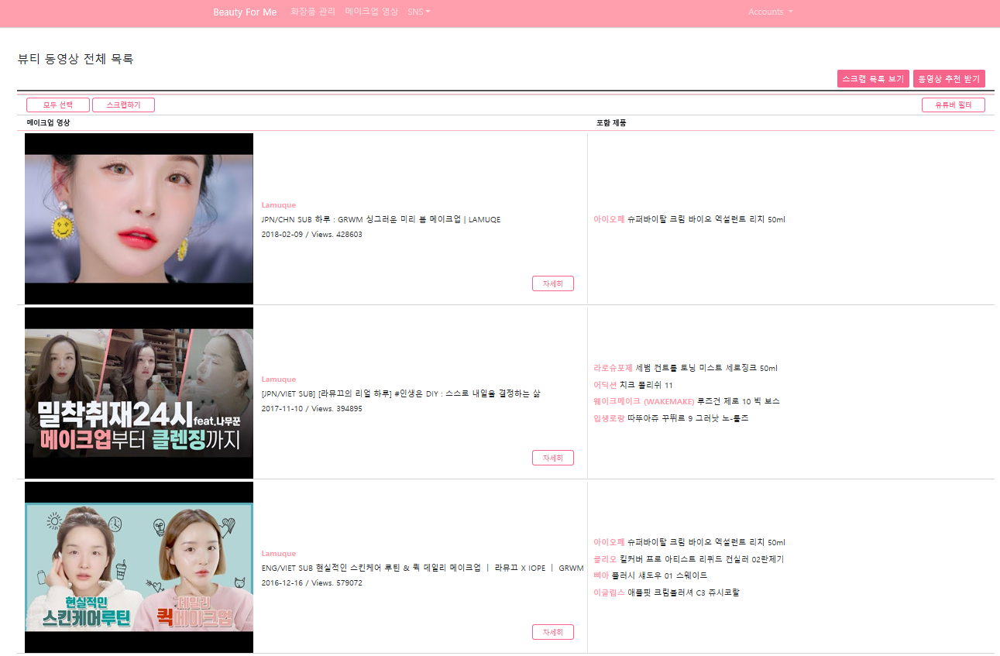 Beauty For Me 화장품 관리 메이크업 영상 SNS Accounts
뷰티 동영상 전체 목록
스크랩 목록 보기 동영상 추천 받기
모두 선택 스크랩하기 유튜버 필터
메이크업 영상 포함 제품
Lamuque
JPN/CHN SUB 하루 : GRWM 싱그러운 미리 봄 메이크업 | LAMUQE
2018-02-09 / Views. 428603
자세히
아이오페 슈퍼바이탈 크림 바이오 엑설런트 리치 50ml
밀착취재24시 feat.나무꾼
메이크업부터 클렌징까지
Lamuque
[JPN/VIET SUB] [라뮤끄의 리얼 하루] #인생은 DIY : 스스로 내일을 결정하는 삶
2017-11-10 / Views. 394895
자세히
라로슈포제 세범 컨트롤 토닝 미스트 세로징크 50ml
어딕션 치크 폴리쉬 11
웨이크메이크 (WAKEMAKE) 루즈건 제로 10 빅 보스
입생로랑 따뚜아쥬 꾸뛰르 9 그러낫 노-룰즈
현실적인
스킨케어루틴
데일리
퀵메이크업
Lamuque
ENG/VIET SUB 현실적인 스킨케어 루틴 & 퀵 데일리 메이크업 ㅣ 라뮤끄 X IOPE ㅣ GRWM
2016-12-16 / Views. 579072
자세히
아이오페 슈퍼바이탈 크림 바이오 엑설런트 리치 50ml
클리오 킬커버 프로 아티스트 리퀴드 컨실러 02란제리
삐아 플러시 섀도우 01 스웨이드
이글립스 애플핏 크림블러셔 C3 쥬시코랄